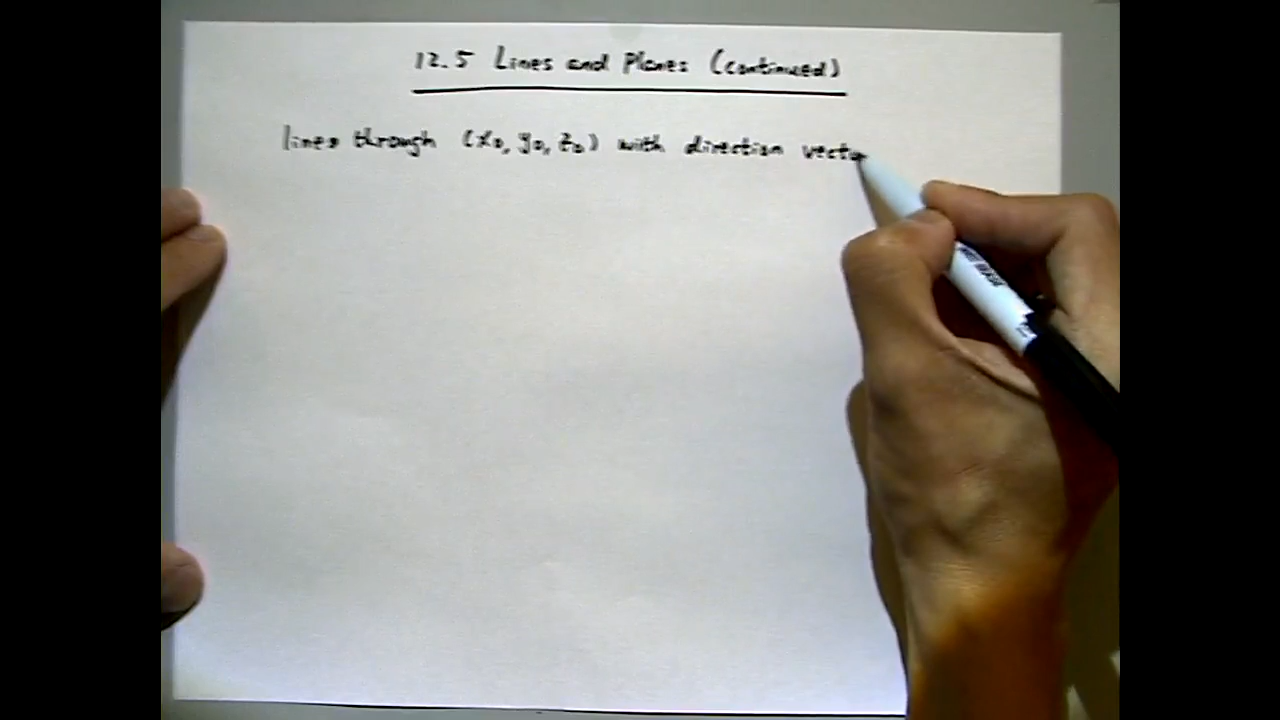 12.5 Lines and Planes (continued)
lines through (x₀, y₀, z₀) with direction vecto